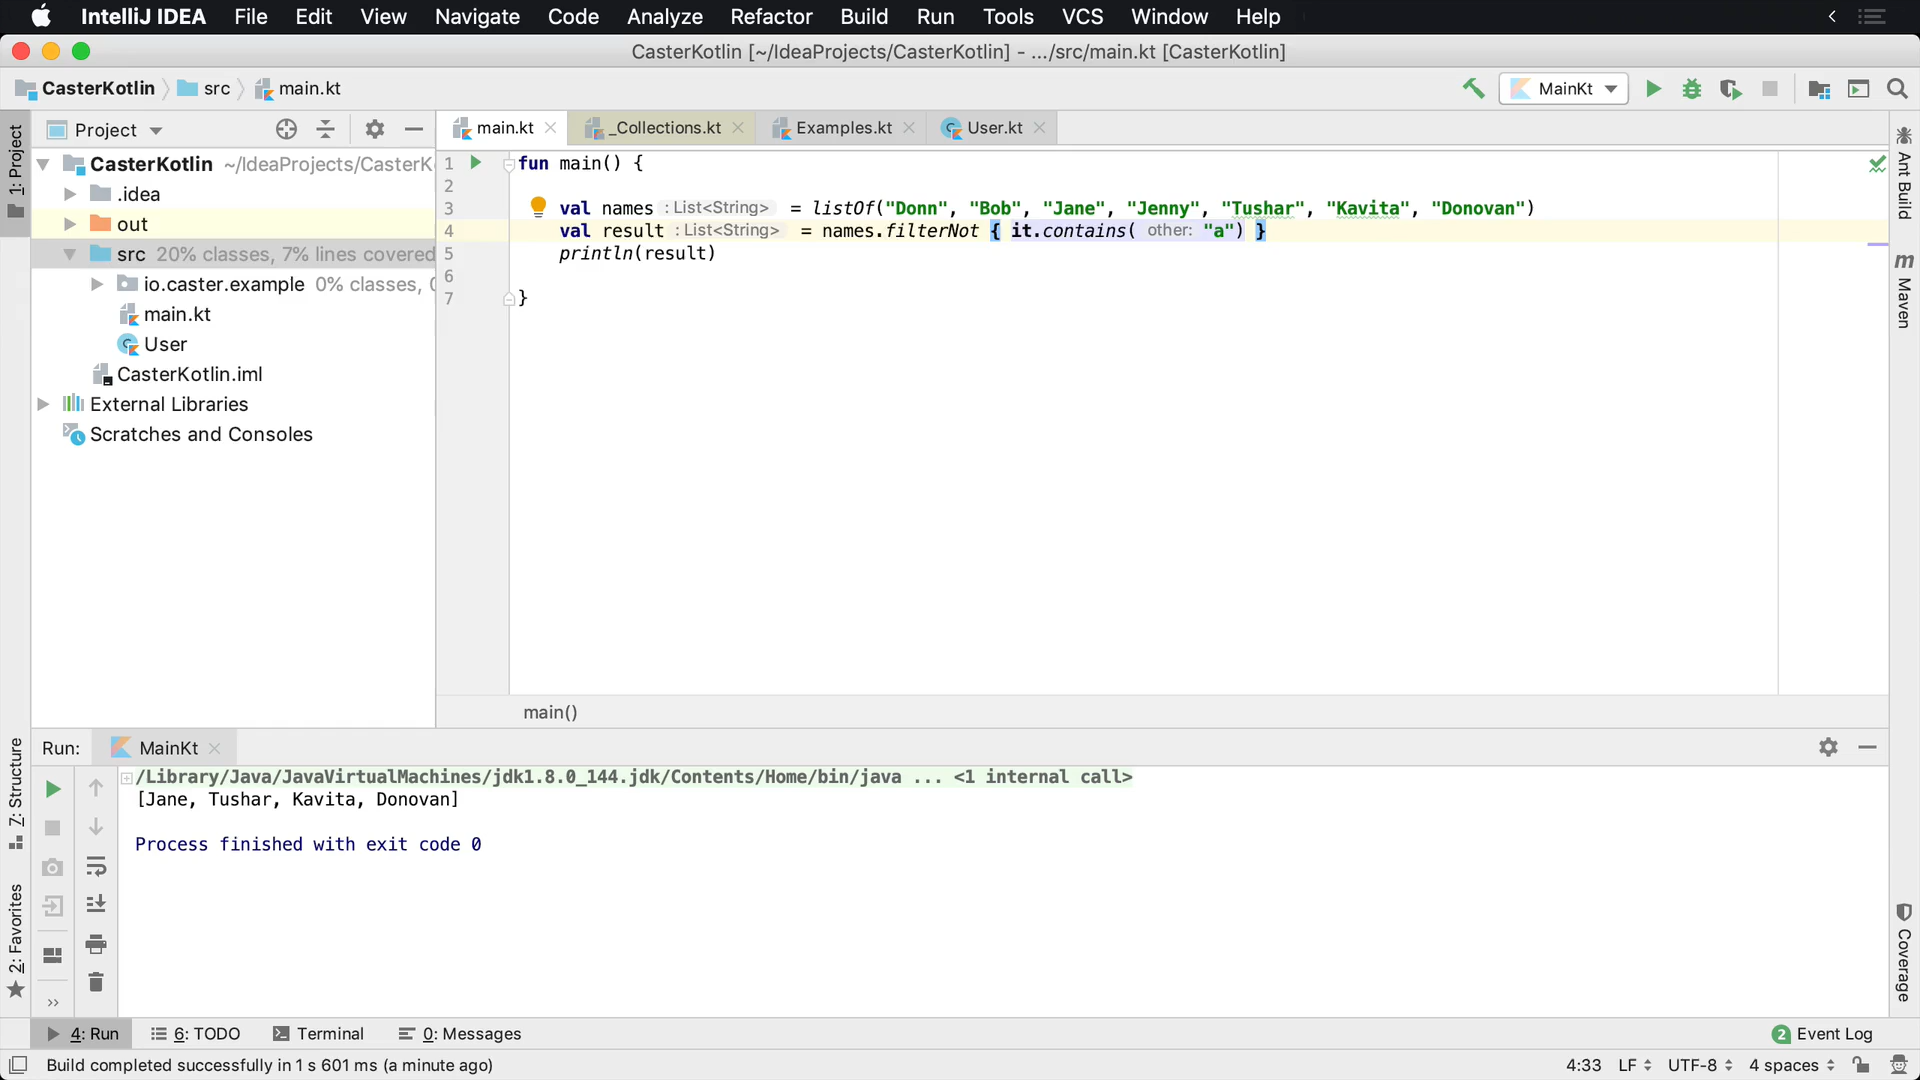 IntelliJ IDEA File Edit View Navigate Code Analyze Refactor Build Run Tools VCS Window Help
CasterKotlin [~/IdeaProjects/CasterKotlin] - .../src/main.kt [CasterKotlin]
CasterKotlin src main.kt MainKt
1: Project
Project
main.kt _Collections.kt Examples.kt User.kt
CasterKotlin ~/IdeaProjects/CasterK
.idea
out
src 20% classes, 7% lines covered
io.caster.example 0% classes, 0
main.kt
User
CasterKotlin.iml
External Libraries
Scratches and Consoles
1 fun main() {
2
3 val names : List<String> = listOf("Donn", "Bob", "Jane", "Jenny", "Tushar", "Kavita", "Donovan")
4 val result : List<String> = names.filterNot { it.contains( other: "a") }
5 println(result)
6
7 }
main()
Ant Build
m Maven
Coverage
Z: Structure
2: Favorites
Run: MainKt
/Library/Java/JavaVirtualMachines/jdk1.8.0_144.jdk/Contents/Home/bin/java ... <1 internal call>
[Jane, Tushar, Kavita, Donovan]
Process finished with exit code 0
4: Run 6: TODO Terminal 0: Messages 2 Event Log
Build completed successfully in 1 s 601 ms (a minute ago) 4:33 LF UTF-8 4 spaces